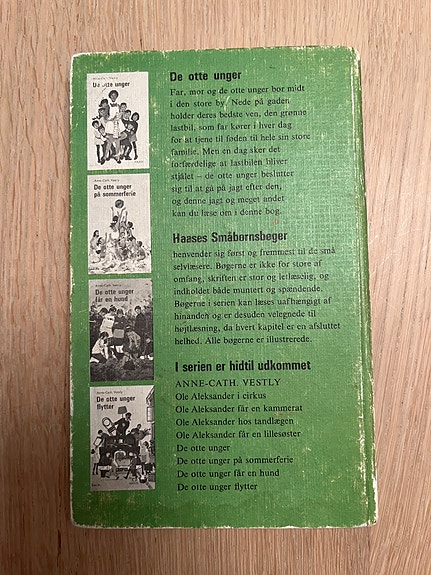 De otte unger
Far, mor og de otte unger bor midt
i den store by. Nede på gaden
holder deres bedste ven, den grønne
lastbil, som far kører i hver dag
for at tjene til føden til hele sin store
familie. Men en dag sker det
forfærdelige at lastbilen bliver
stjålet – de otte unger beslutter
sig til at gå på jagt efter den,
og denne jagt og meget andet
kan du læse om i denne bog.
Haases Småbørnsbøger
henvender sig først og fremmest til de små
selvlæsere. Bøgerne er ikke for store af
omfang, skriften er stor og letlæselig, og
indholdet både muntert og spændende.
Bøgerne i serien kan læses uafhængigt af
hinanden og er desuden velegnede til
højtlæsning, da hvert kapitel er en afsluttet
helhed. Alle bøgerne er illustrerede.
I serien er hidtil udkommet
ANNE-CATH. VESTLY
Ole Aleksander i cirkus
Ole Aleksander får en kammerat
Ole Aleksander hos tandlægen
Ole Aleksander får en lillesøster
De otte unger
De otte unger på sommerferie
De otte unger får en hund
De otte unger flytter
De otte unger
Anne-Cath. Vestly
De otte unger
på sommerferie
Anne-Cath. Vestly
De otte unger
får en hund
Anne-Cath. Vestly
De otte unger
flytter